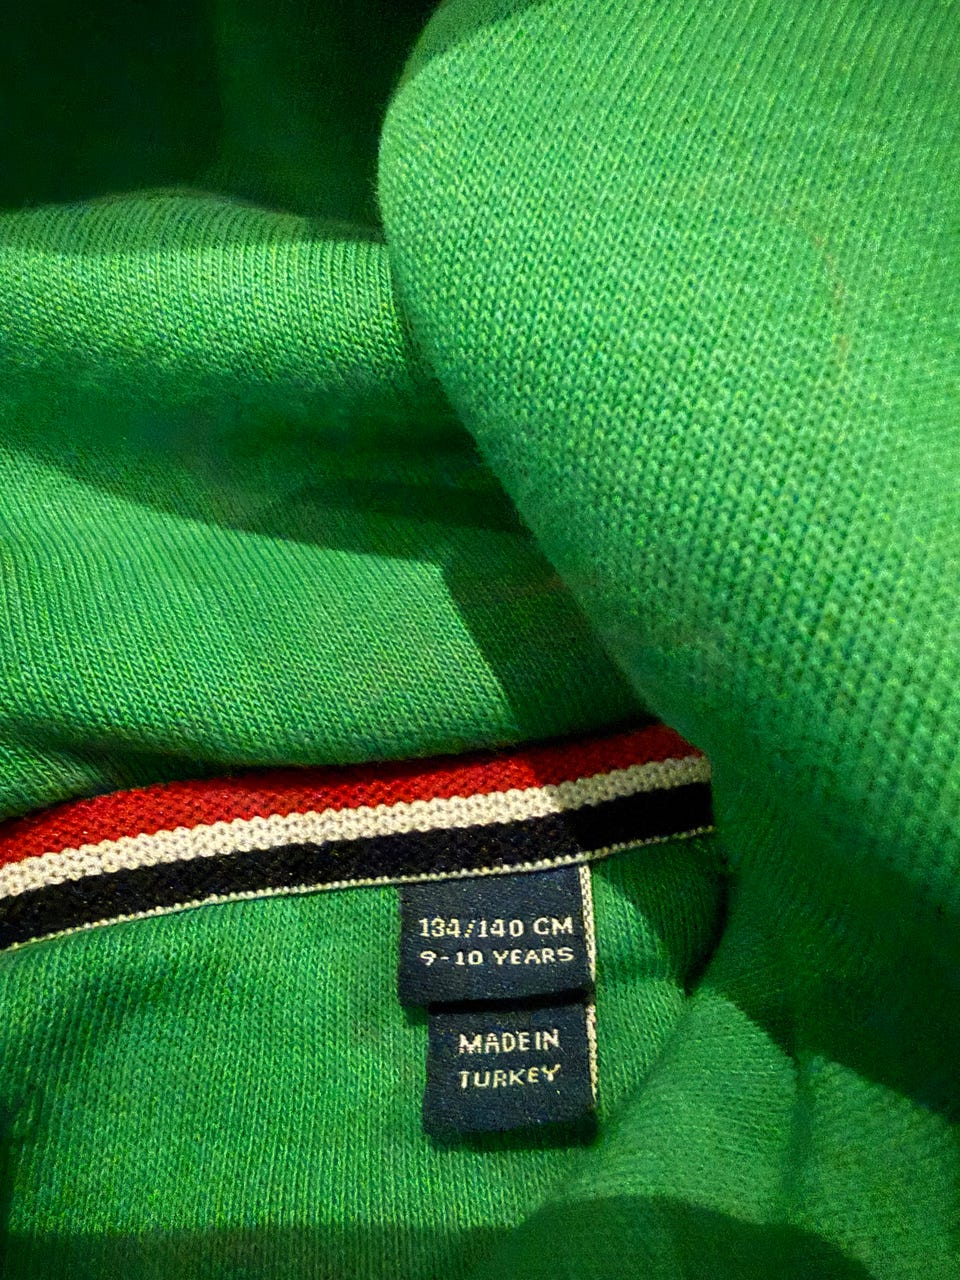 134/140 CM
9-10 YEARS
MADE IN
TURKEY